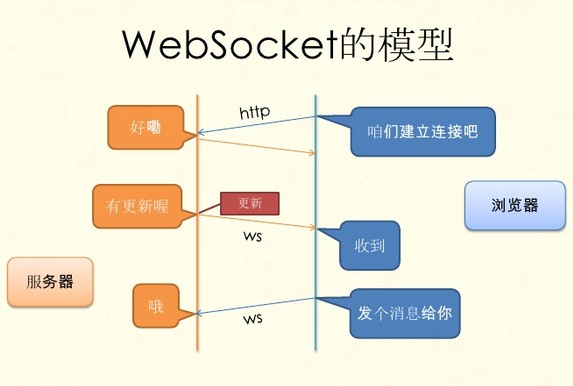 WebSocket的模型
http
好嘞
咱们建立连接吧
有更新喔
更新
浏览器
ws
收到
服务器
哦
ws
发个消息给你